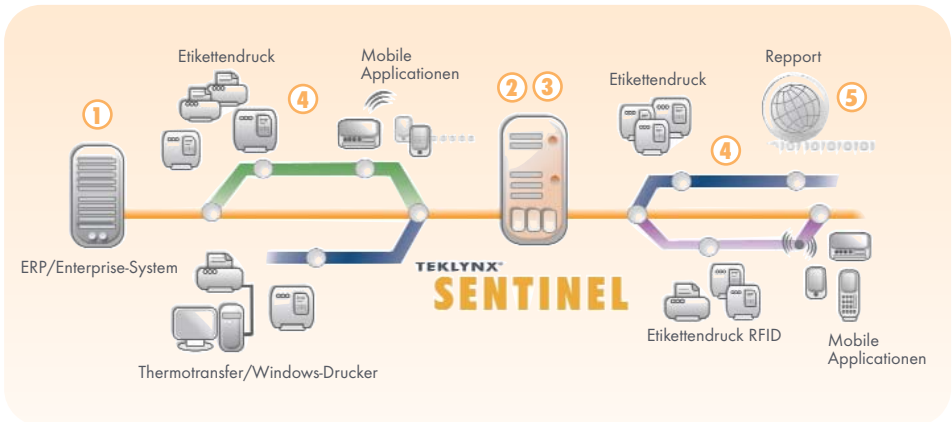 Etikettendruck
Mobile
Applicationen
Etikettendruck
Repport
1
4
2 3
4
5
ERP/Enterprise-System
TEKLYNX®
SENTINEL
Thermotransfer/Windows-Drucker
Etikettendruck RFID
Mobile
Applicationen